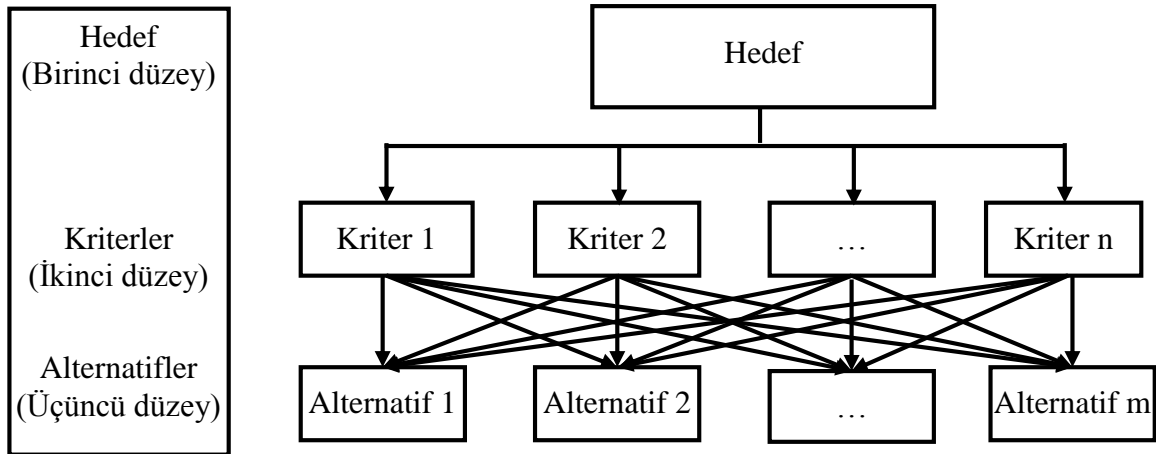 Hedef
(Birinci düzey)
Hedef
Kriterler
(İkinci düzey)
Kriter 1
Kriter 2
…
Kriter n
Alternatifler
(Üçüncü düzey)
Alternatif 1
Alternatif 2
…
Alternatif m